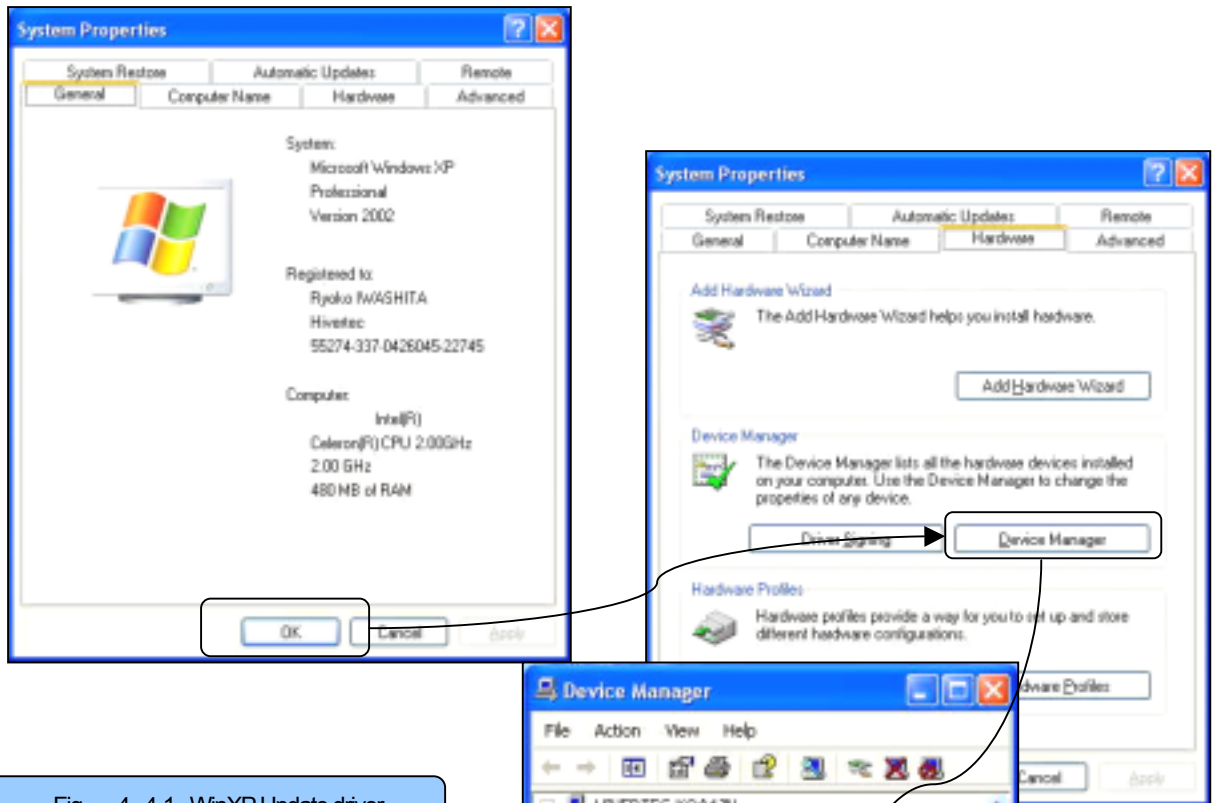 System Properties
System Restore Automatic Updates Remote
General Computer Name Hardware Advanced
System:
Microsoft Windows XP
Professional
Version 2002
Registered to:
Ryoko IWASHITA
Hivertec
55274-337-0426045-22745
Computer:
Intel(R)
Celeron(R) CPU 2.00GHz
2.00 GHz
480 MB of RAM
OK Cancel Apply
System Properties
System Restore Automatic Updates Remote
General Computer Name Hardware Advanced
Add Hardware Wizard
The Add Hardware Wizard helps you install hardware.
Add Hardware Wizard
Device Manager
The Device Manager lists all the hardware devices installed
on your computer. Use the Device Manager to change the
properties of any device.
Driver Signing Device Manager
Hardware Profiles
Hardware profiles provide a way for you to set up and store
different hardware configurations.
dware Profiles
Cancel Apply
Device Manager
File Action View Help
Fig. 4-4-1 WinXP Update driver